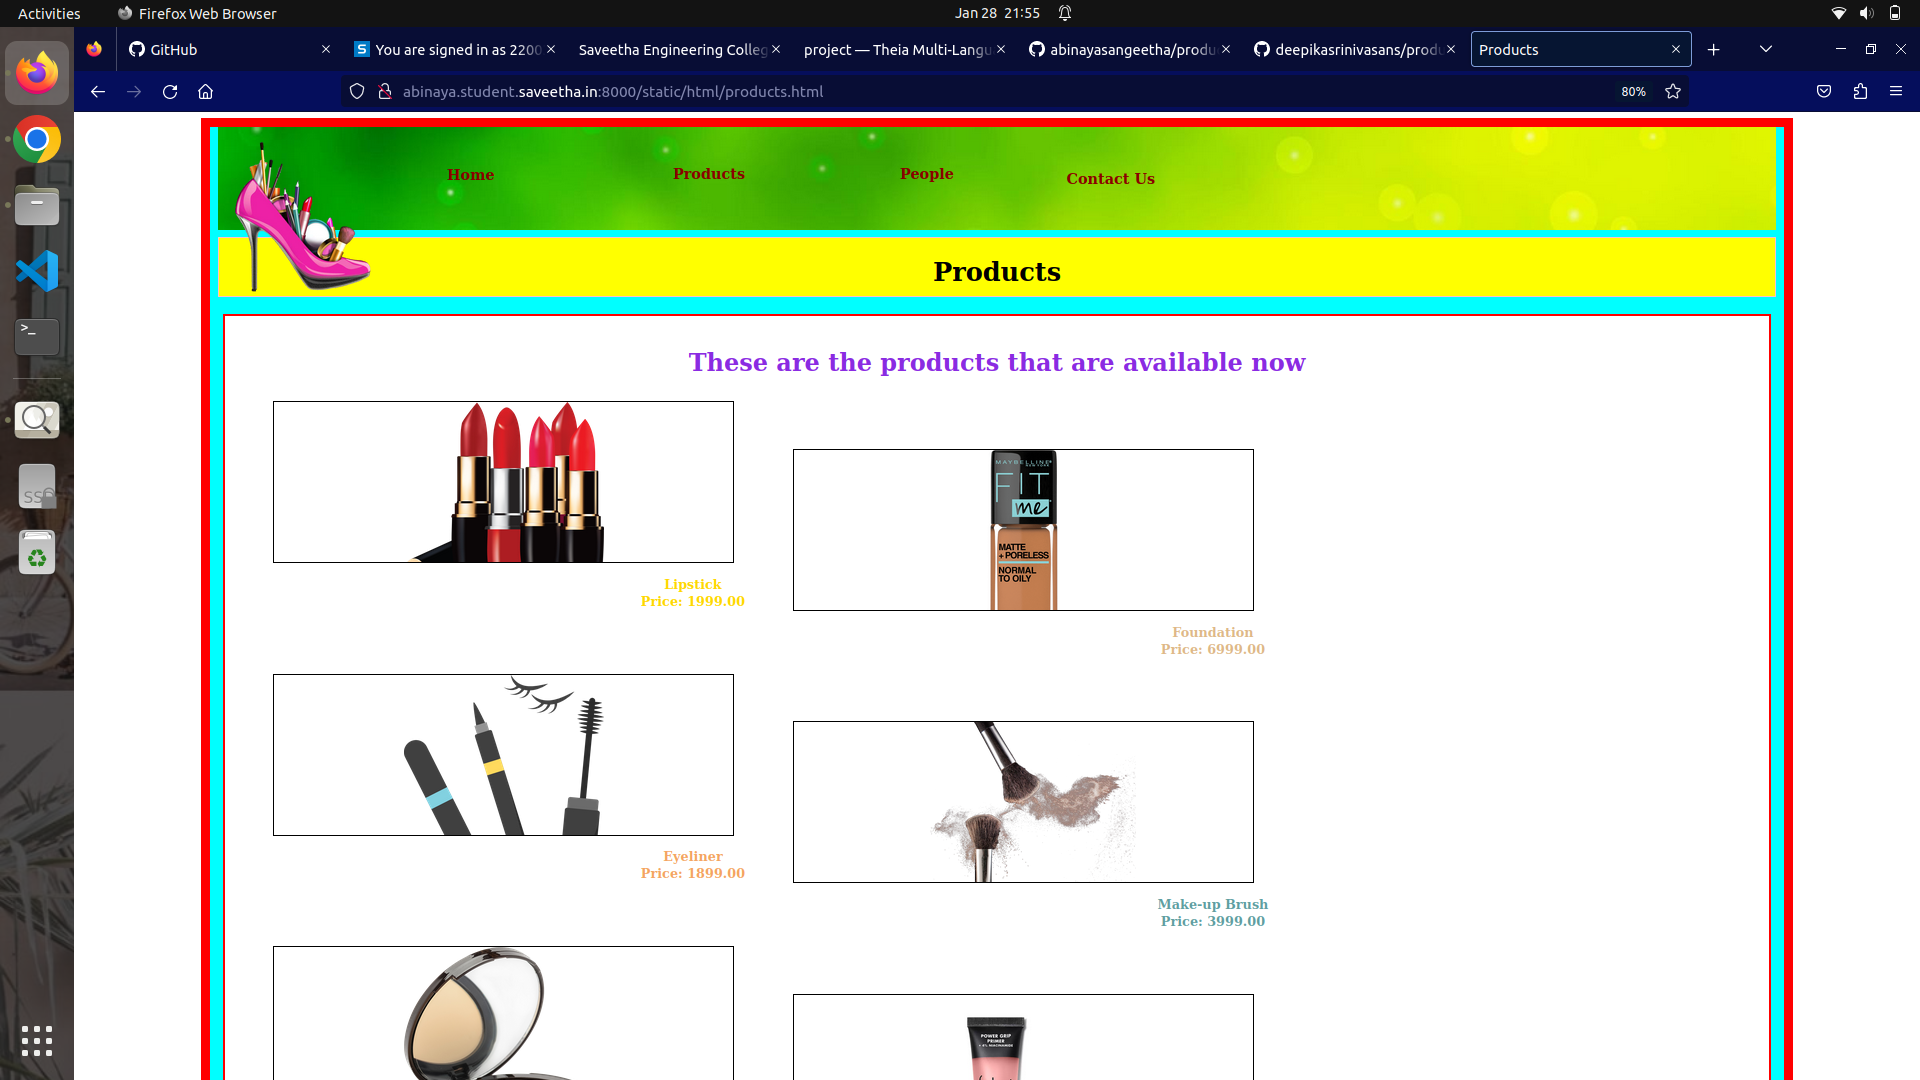 Activities
Firefox Web Browser
Jan 28 21:55
GitHub
You are signed in as 2200
Saveetha Engineering Colleg
project — Theia Multi-Langu
abinayasangeetha/produ
deepikasrinivasans/produ
Products
abinaya.student.saveetha.in:8000/static/html/products.html
80%
Home
Products
People
Contact Us
Products
These are the products that are available now
MAYBELLINE
NEW YORK
FIT
me
MATTE
+ PORELESS
NORMAL
TO OILY
Lipstick
Price: 1999.00
Foundation
Price: 6999.00
Eyeliner
Price: 1899.00
Make-up Brush
Price: 3999.00
POWER GRIP
PRIMER
>_
SS